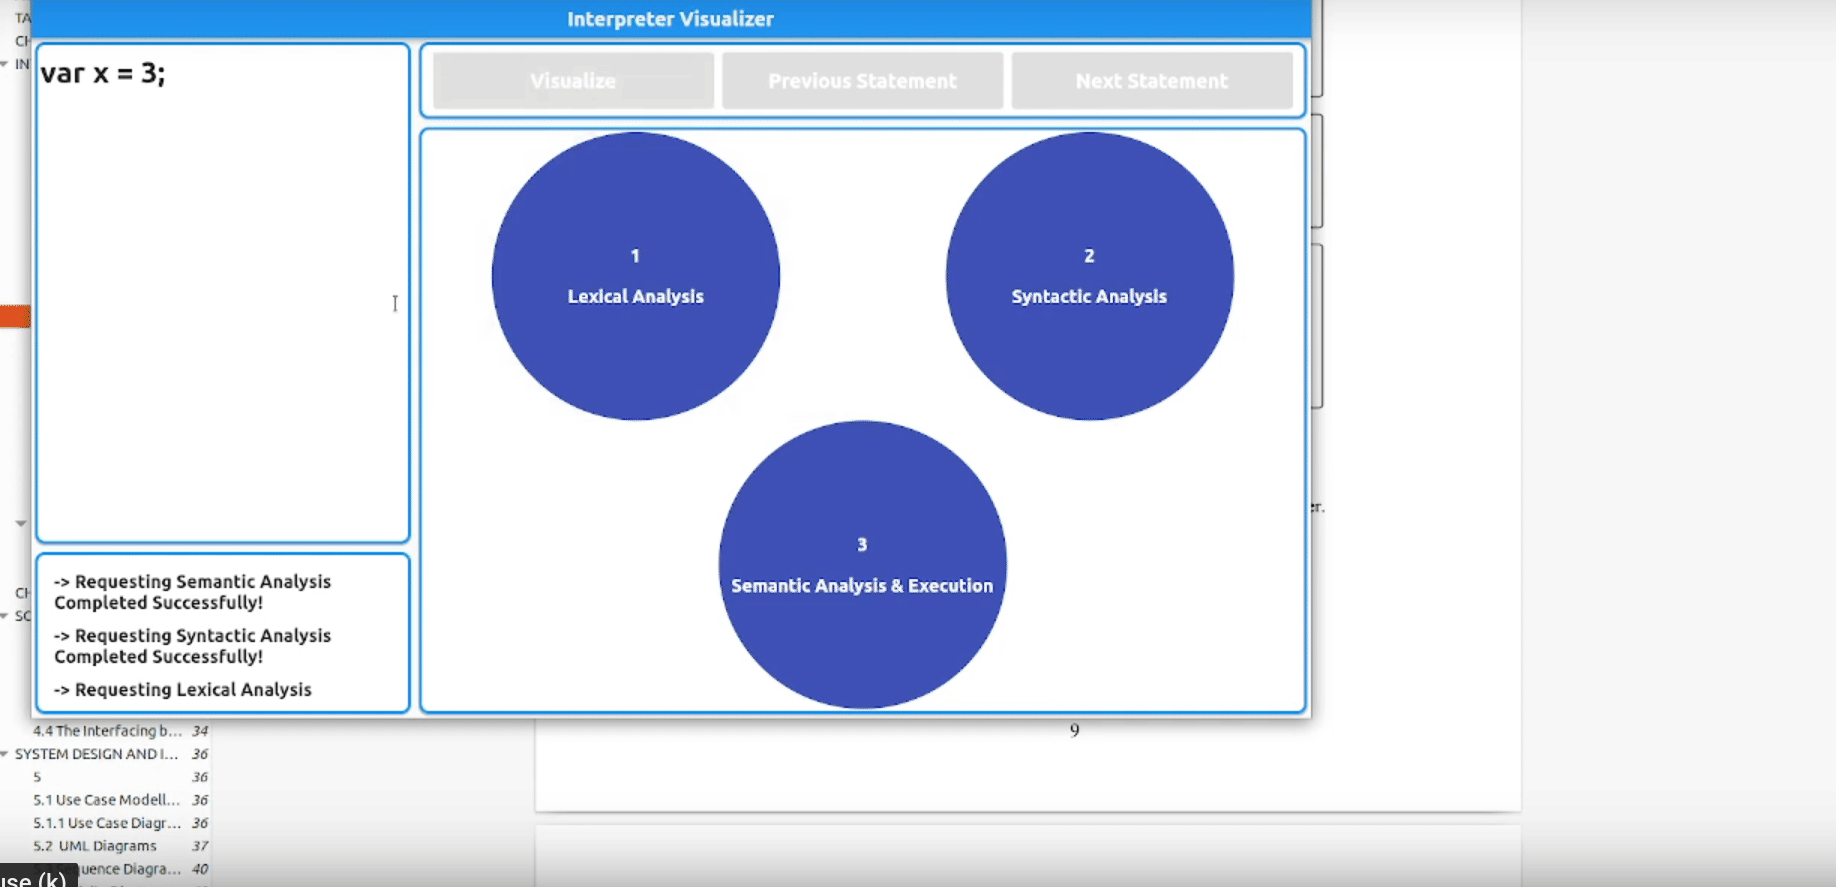 Interpreter Visualizer
TA
CH
IN
var x = 3;
Visualize
Previous Statement
Next Statement
1
Lexical Analysis
2
Syntactic Analysis
3
Semantic Analysis & Execution
er.
CH
SC
-> Requesting Semantic Analysis
Completed Successfully!
-> Requesting Syntactic Analysis
Completed Successfully!
-> Requesting Lexical Analysis
4.4 The Interfacing b... 34
SYSTEM DESIGN AND I... 36
5 36
5.1 Use Case Modell... 36
5.1.1 Use Case Diagr... 36
5.2 UML Diagrams 37
uence Diagra... 40
use (k)
9